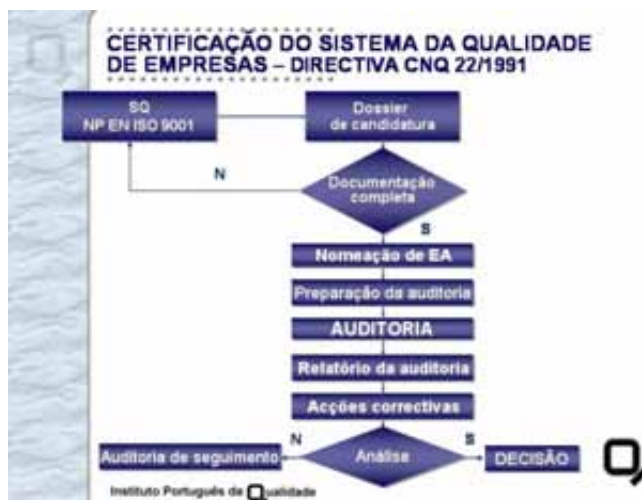 CERTIFICAÇÃO DO SISTEMA DA QUALIDADE
DE EMPRESAS – DIRECTIVA CNQ 22/1991
SQ
NP EN ISO 9001
Dossier
de candidatura
N
Documentação
completa
S
Nomeação de EA
Preparação da auditoria
AUDITORIA
Relatório da auditoria
Acções correctivas
Auditoria de seguimento
N
Análise
S
DECISÃO
Instituto Português da Qualidade